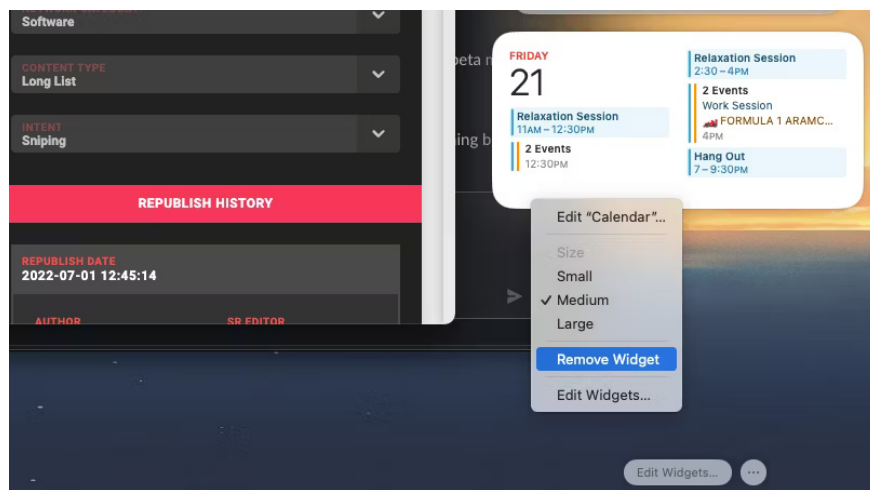 Software
CONTENT TYPE
Long List
INTENT
Sniping
REPUBLISH HISTORY
REPUBLISH DATE
2022-07-01 12:45:14
AUTHOR
SR EDITOR
beta
ing b
FRIDAY
21
Relaxation Session
11AM – 12:30PM
2 Events
12:30PM
Relaxation Session
2:30 – 4PM
2 Events
Work Session
FORMULA 1 ARAMC...
4PM
Hang Out
7 – 9:30PM
Edit “Calendar”...
Size
Small
Medium
Large
Remove Widget
Edit Widgets...
Edit Widgets...